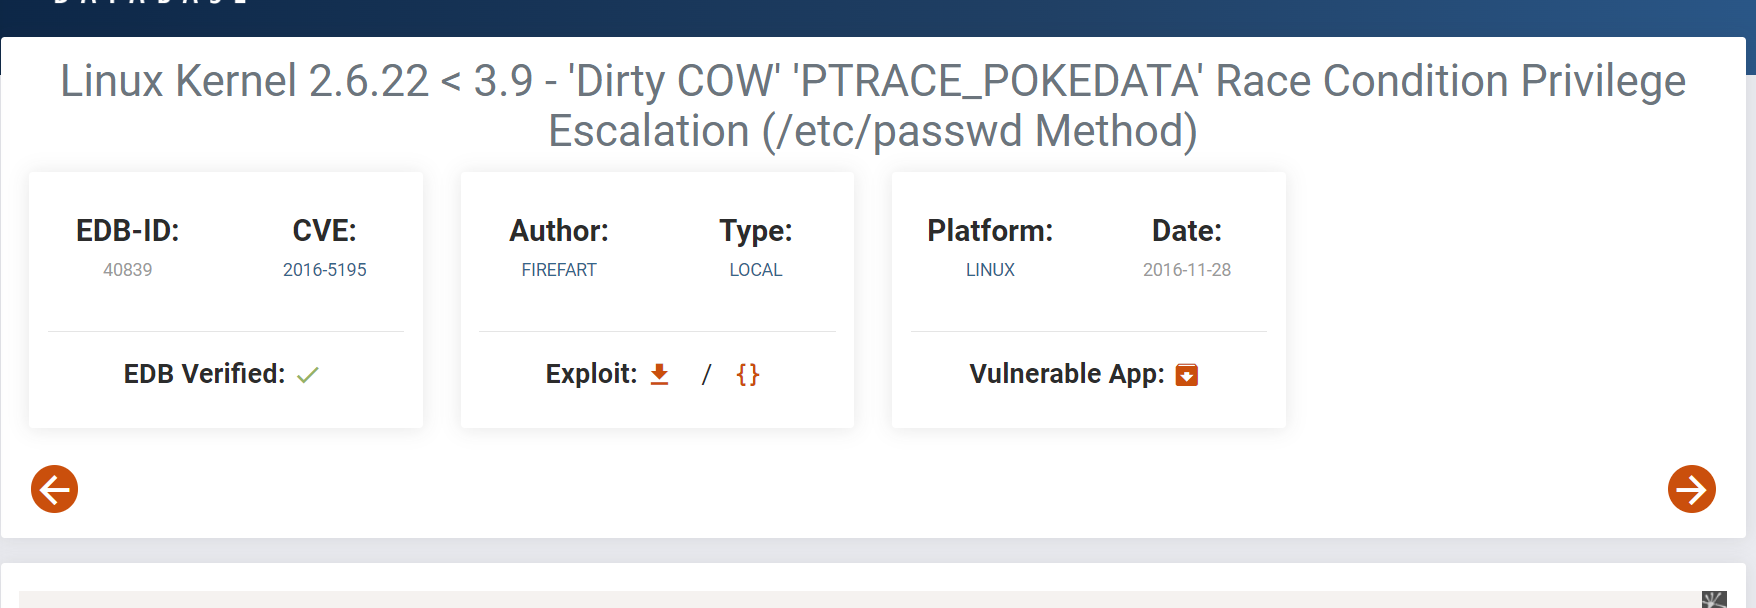 Linux Kernel 2.6.22 < 3.9 - 'Dirty COW' 'PTRACE_POKEDATA' Race Condition Privilege
Escalation (/etc/passwd Method)
EDB-ID:
40839
CVE:
2016-5195
EDB Verified:
Author:
FIREFART
Type:
LOCAL
Exploit: / {}
Platform:
LINUX
Date:
2016-11-28
Vulnerable App: